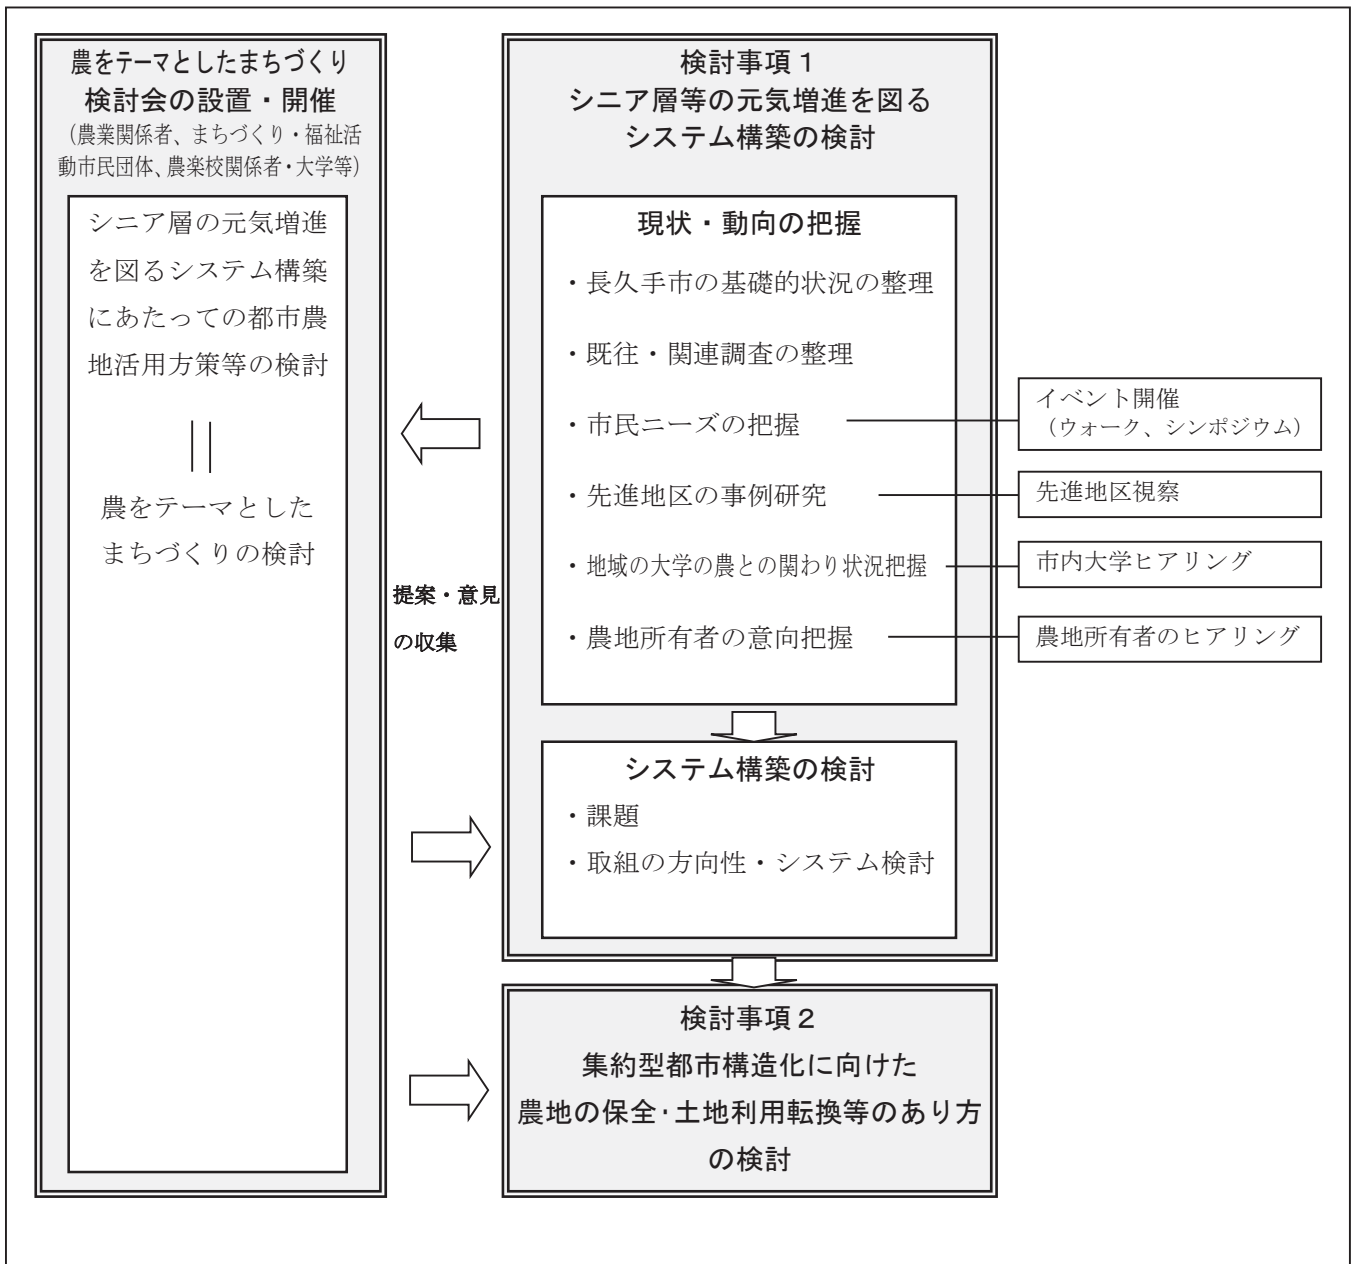 農をテーマとしたまちづくり
検討会の設置・開催
（農業関係者、まちづくり・福祉活
動市民団体、農楽校関係者・大学等）
シニア層の元気増進
を図るシステム構築
にあたっての都市農
地活用方策等の検討
||
農をテーマとした
まちづくりの検討
提案・意見
の収集
検討事項１
シニア層等の元気増進を図る
システム構築の検討
現状・動向の把握
・長久手市の基礎的状況の整理
・既往・関連調査の整理
・市民ニーズの把握
・先進地区の事例研究
・地域の大学の農との関わり状況把握
・農地所有者の意向把握
イベント開催
（ウォーク、シンポジウム）
先進地区視察
市内大学ヒアリング
農地所有者のヒアリング
システム構築の検討
・課題
・取組の方向性・システム検討
検討事項２
集約型都市構造化に向けた
農地の保全・土地利用転換等のあり方
の検討